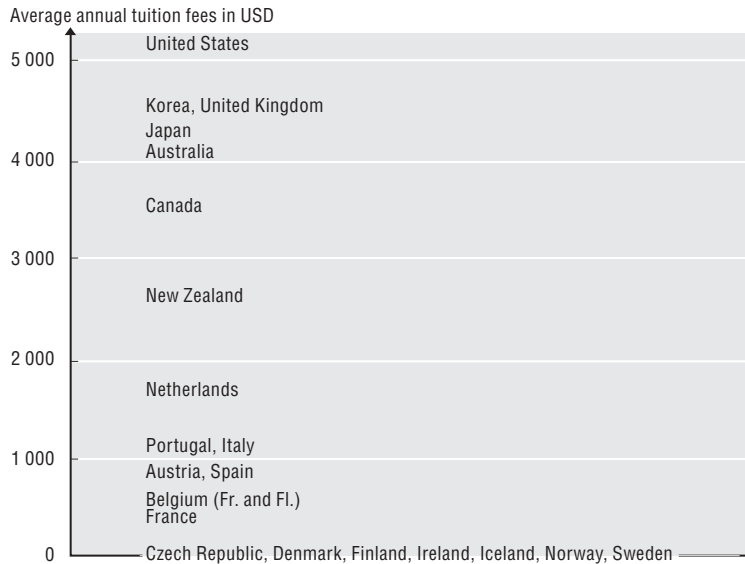 Average annual tuition fees in USD
United States
5 000
Korea, United Kingdom
Japan
Australia
4 000
Canada
3 000
New Zealand
2 000
Netherlands
Portugal, Italy
1 000
Austria, Spain
Belgium (Fr. and Fl.)
France
0 Czech Republic, Denmark, Finland, Ireland, Iceland, Norway, Sweden